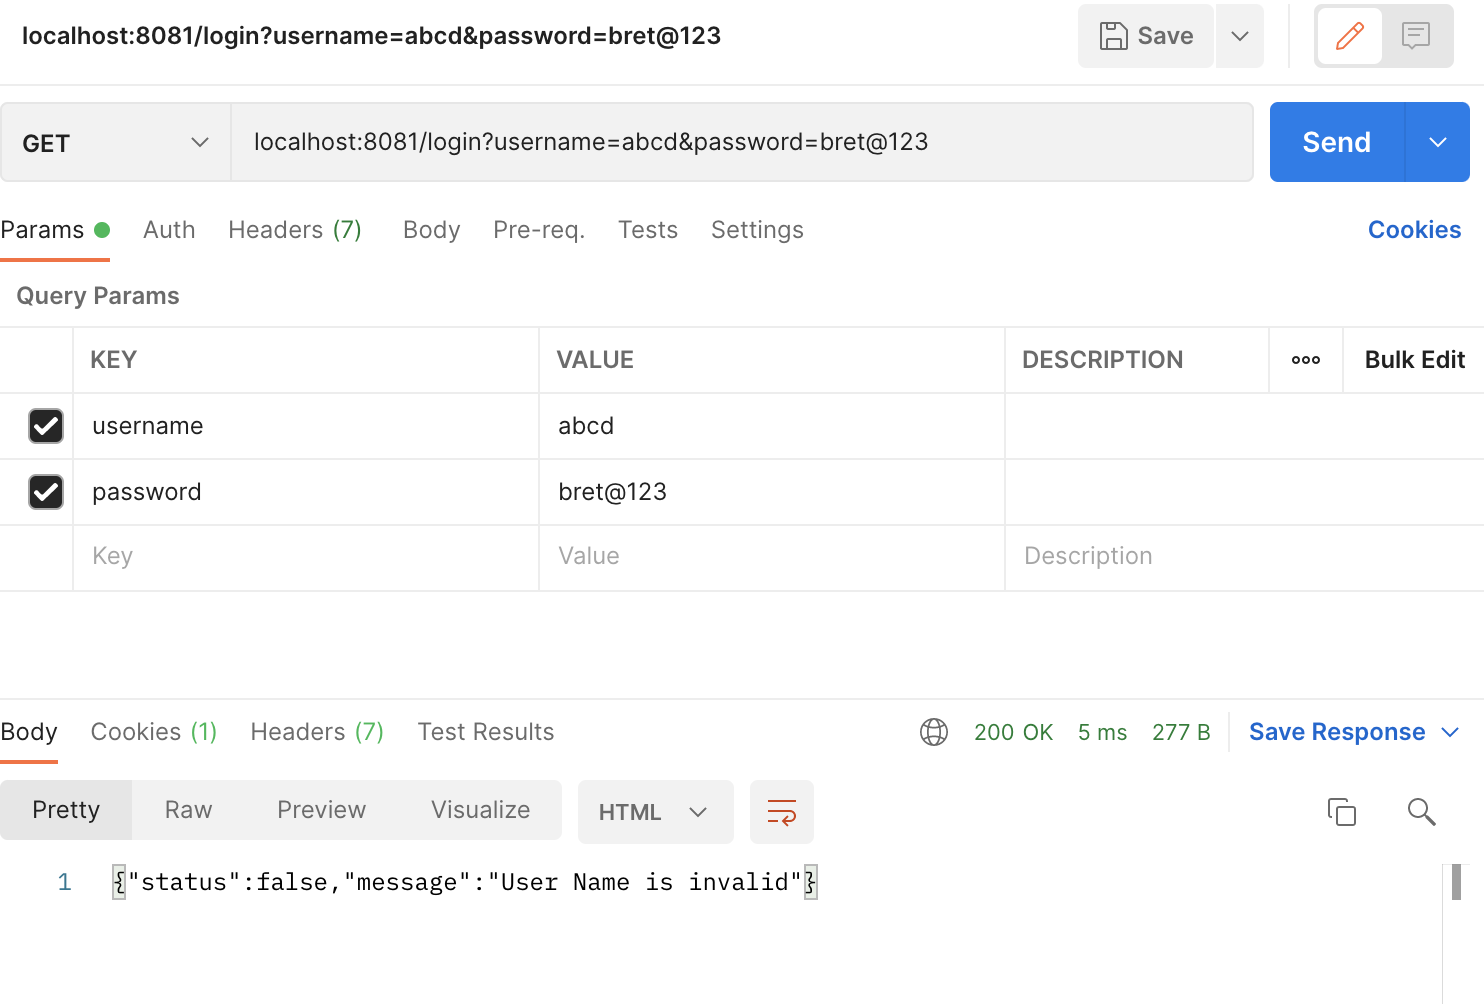 localhost:8081/login?username=abcd&password=bret@123 Save
GET localhost:8081/login?username=abcd&password=bret@123 Send
Params Auth Headers (7) Body Pre-req. Tests Settings Cookies
Query Params
KEY VALUE DESCRIPTION ooo Bulk Edit
username abcd
password bret@123
Key Value Description
Body Cookies (1) Headers (7) Test Results 200 OK 5 ms 277 B Save Response
Pretty Raw Preview Visualize HTML
1 {"status":false,"message":"User Name is invalid"}